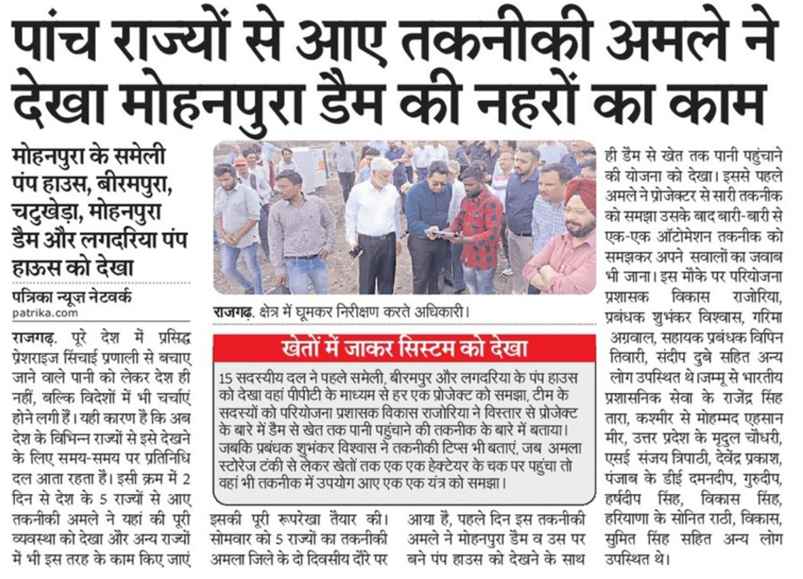 पांच राज्यों से आए तकनीकी अमले ने
देखा मोहनपुरा डैम की नहरों का काम
मोहनपुरा के समेली
पंप हाउस, बीरमपुरा,
चटुखेड़ा, मोहनपुरा
डैम और लगदरिया पंप
हाऊस को देखा
पत्रिका न्यूज़ नेटवर्क
patrika.com
राजगढ़. पूरे देश में प्रसिद्ध
प्रेशराइज सिंचाई प्रणाली से बचाए
जाने वाले पानी को लेकर देश ही
नहीं, बल्कि विदेशों में भी चर्चाएं
होने लगी हैं। यही कारण है कि अब
देश के विभिन्न राज्यों से इसे देखने
के लिए समय-समय पर प्रतिनिधि
दल आता रहता है। इसी क्रम में 2
दिन से देश के 5 राज्यों से आए
तकनीकी अमले ने यहां की पूरी
व्यवस्था को देखा और अन्य राज्यों
में भी इस तरह के काम किए जाएं
राजगढ़. क्षेत्र में घूमकर निरीक्षण करते अधिकारी।
खेतों में जाकर सिस्टम को देखा
15 सदस्यीय दल ने पहले समेली, बीरमपुर और लगदरिया के पंप हाउस
को देखा वहां पीपीटी के माध्यम से हर एक प्रोजेक्ट को समझा, टीम के
सदस्यों को परियोजना प्रशासक विकास राजोरिया ने विस्तार से प्रोजेक्ट
के बारे में डैम से खेत तक पानी पहुंचाने की तकनीक के बारे में बताया।
जबकि प्रबंधक शुभंकर विश्वास ने तकनीकी टिप्स भी बताएं, जब अमला
स्टोरेज टंकी से लेकर खेतों तक एक एक हेक्टेयर के चक पर पहुंचा तो
वहां भी तकनीक में उपयोग आए एक एक यंत्र को समझा।
इसकी पूरी रूपरेखा तैयार की।
सोमवार को 5 राज्यों का तकनीकी
अमला जिले के दो दिवसीय दौरे पर
आया है, पहले दिन इस तकनीकी
अमले ने मोहनपुरा डैम व उस पर
बने पंप हाउस को देखने के साथ
ही डैम से खेत तक पानी पहुंचाने
की योजना को देखा। इससे पहले
अमले ने प्रोजेक्टर से सारी तकनीक
को समझा उसके बाद बारी-बारी से
एक-एक ऑटोमेशन तकनीक को
समझकर अपने सवालों का जवाब
भी जाना। इस मौके पर परियोजना
प्रशासक विकास राजोरिया,
प्रबंधक शुभंकर विश्वास, गरिमा
अग्रवाल, सहायक प्रबंधक विपिन
तिवारी, संदीप दुबे सहित अन्य
लोग उपस्थित थे।जम्मू से भारतीय
प्रशासनिक सेवा के राजेंद्र सिंह
तारा, कश्मीर से मोहम्मद एहसान
मीर, उत्तर प्रदेश के मृदुल चौधरी,
एसई संजय त्रिपाठी, देवेंद्र प्रकाश,
पंजाब के डीई दमनदीप, गुरुदीप,
हर्षदीप सिंह, विकास सिंह,
हरियाणा के सोनित राठी, विकास,
सुमित सिंह सहित अन्य लोग
उपस्थित थे।